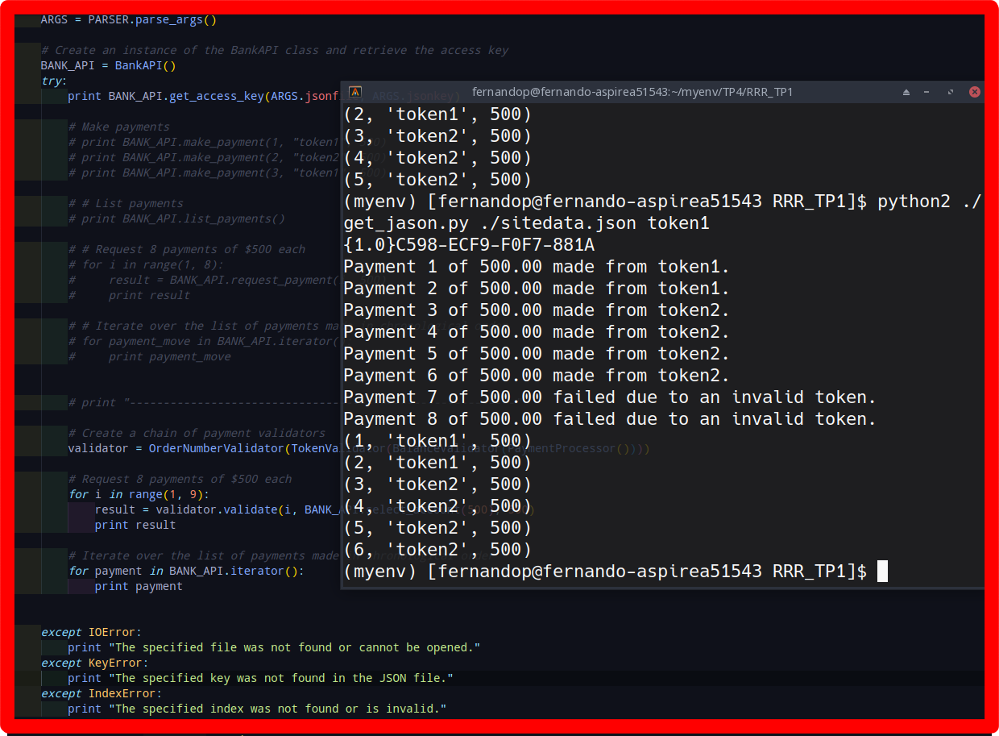 ARGS = PARSER.parse_args()
# Create an instance of the BankAPI class and retrieve the access key
BANK_API = BankAPI()
try:
print BANK_API.get_access_key(ARGS.jsonfi ARGS.jsonkey)
# Make payments
# print BANK_API.make_payment(1, "token1
# print BANK_API.make_payment(2, "token2
# print BANK_API.make_payment(3, "token1
# # List payments
# print BANK_API.list_payments()
# # Request 8 payments of $500 each
# for i in range(1, 8):
#     result = BANK_API.request_payment(
#     print result
# # Iterate over the list of payments ma
# for payment_move in BANK_API.iterator(
#     print payment_move
# print "-------------------------------
# Create a chain of payment validators
validator = OrderNumberValidator(TokenValidator(BalanceValidator(PaymentProcessor())))
# Request 8 payments of $500 each
for i in range(1, 9):
result = validator.validate(i, BANK_A
print result
# Iterate over the list of payments made
for payment in BANK_API.iterator():
print payment
except IOError:
print "The specified file was not found or cannot be opened."
except KeyError:
print "The specified key was not found in the JSON file."
except IndexError:
print "The specified index was not found or is invalid."
fernandop@fernando-aspirea51543:~/myenv/TP4/RRR_TP1
(2, 'token1', 500)
(3, 'token2', 500)
(4, 'token2', 500)
(5, 'token2', 500)
(myenv) [fernandop@fernando-aspirea51543 RRR_TP1]$ python2 ./
get_jason.py ./sitedata.json token1
{1.0}C598-ECF9-F0F7-881A
Payment 1 of 500.00 made from token1.
Payment 2 of 500.00 made from token1.
Payment 3 of 500.00 made from token2.
Payment 4 of 500.00 made from token2.
Payment 5 of 500.00 made from token2.
Payment 6 of 500.00 made from token2.
Payment 7 of 500.00 failed due to an invalid token.
Payment 8 of 500.00 failed due to an invalid token.
(1, 'token1', 500)
(2, 'token1', 500)
(3, 'token2', 500)
(4, 'token2', 500)
(5, 'token2', 500)
(6, 'token2', 500)
(myenv) [fernandop@fernando-aspirea51543 RRR_TP1]$